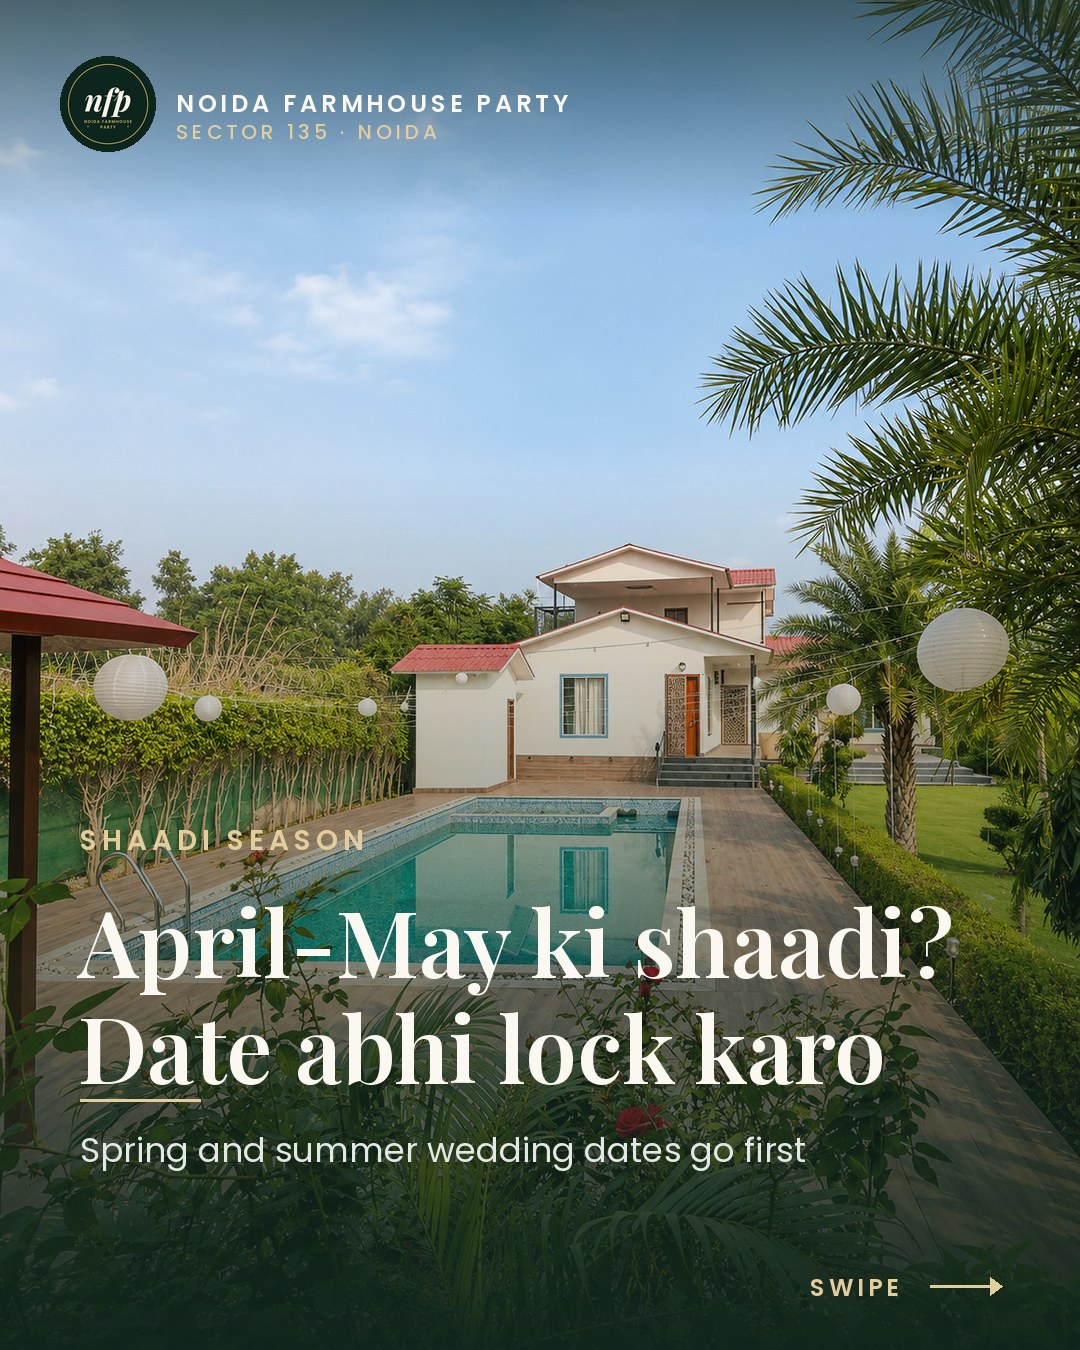 nfp
NOIDA FARMHOUSE
PARTY
NOIDA FARMHOUSE PARTY
SECTOR 135 · NOIDA
SHAADI SEASON
April–May ki shaadi?
Date abhi lock karo
Spring and summer wedding dates go first
SWIPE